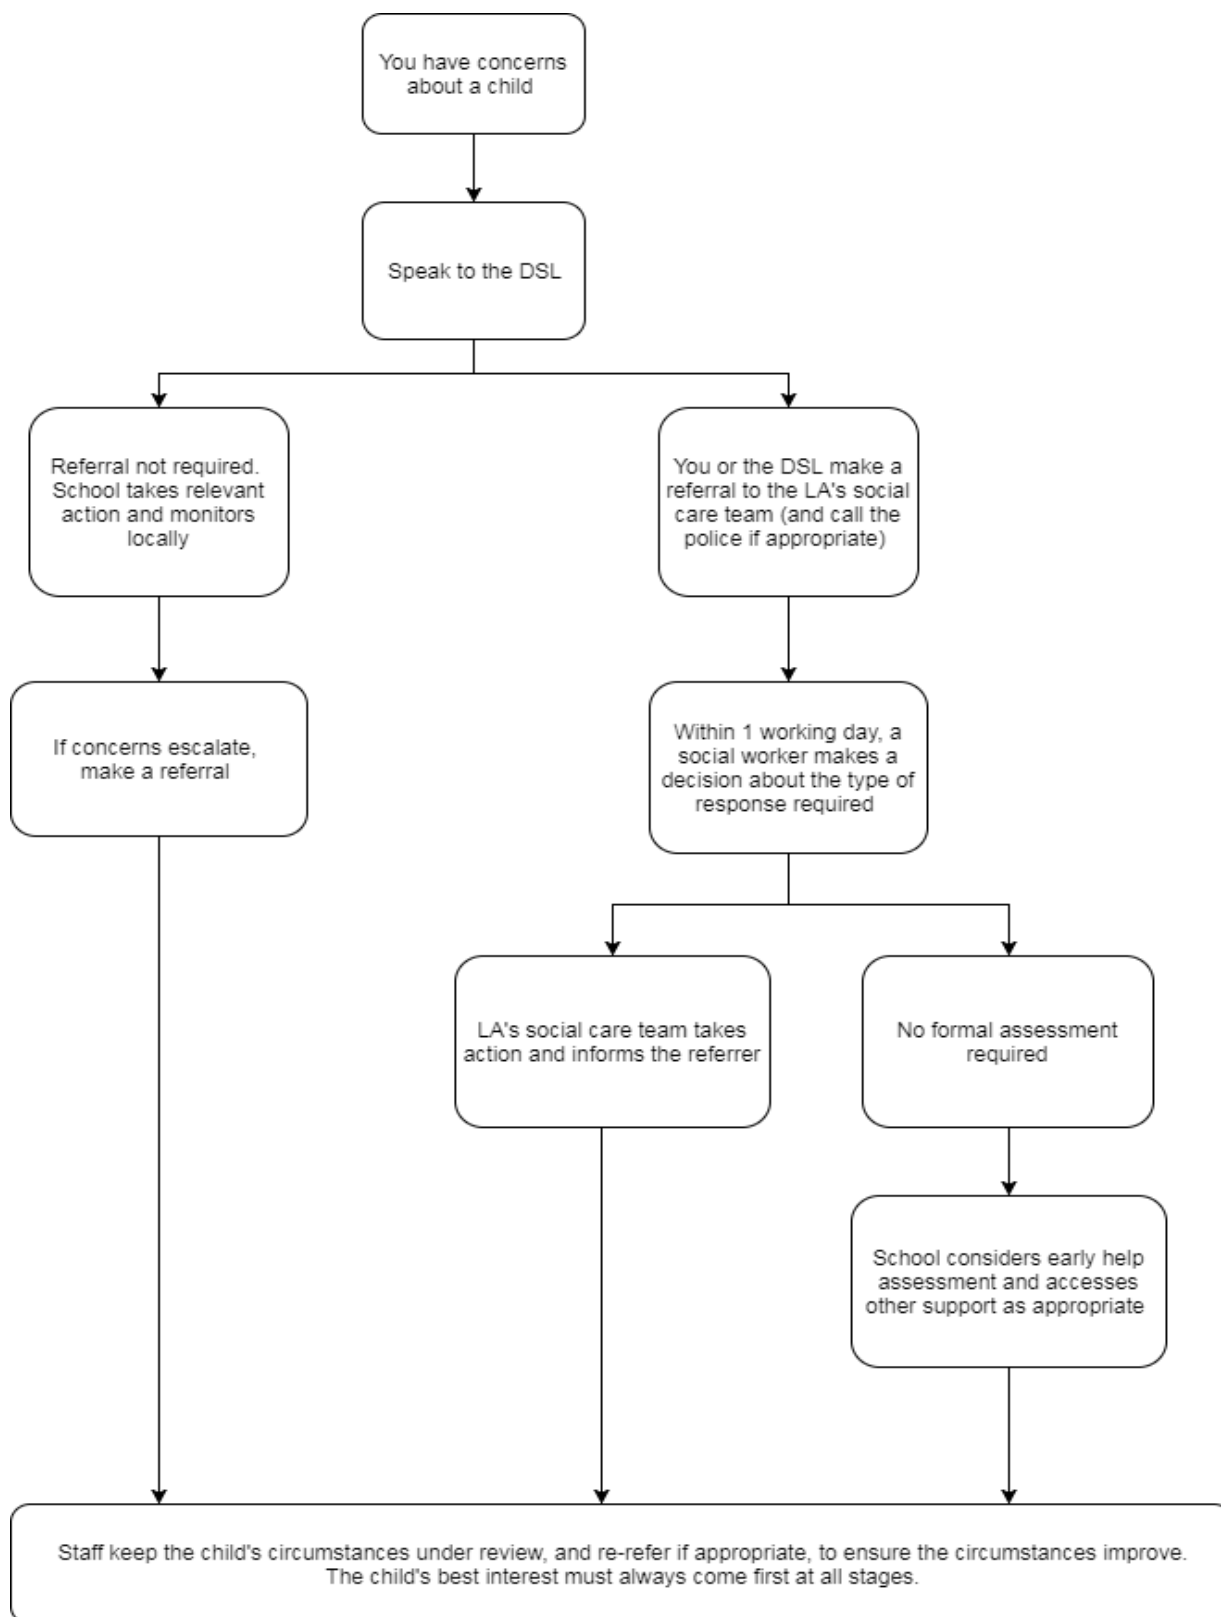 You have concerns
about a child
Speak to the DSL
Referral not required.
School takes relevant
action and monitors
locally
You or the DSL make a
referral to the LA's social
care team (and call the
police if appropriate)
If concerns escalate,
make a referral
Within 1 working day, a
social worker makes a
decision about the type of
response required
LA's social care team takes
action and informs the referrer
No formal assessment
required
School considers early help
assessment and accesses
other support as appropriate
Staff keep the child's circumstances under review, and re-refer if appropriate, to ensure the circumstances improve.
The child's best interest must always come first at all stages.